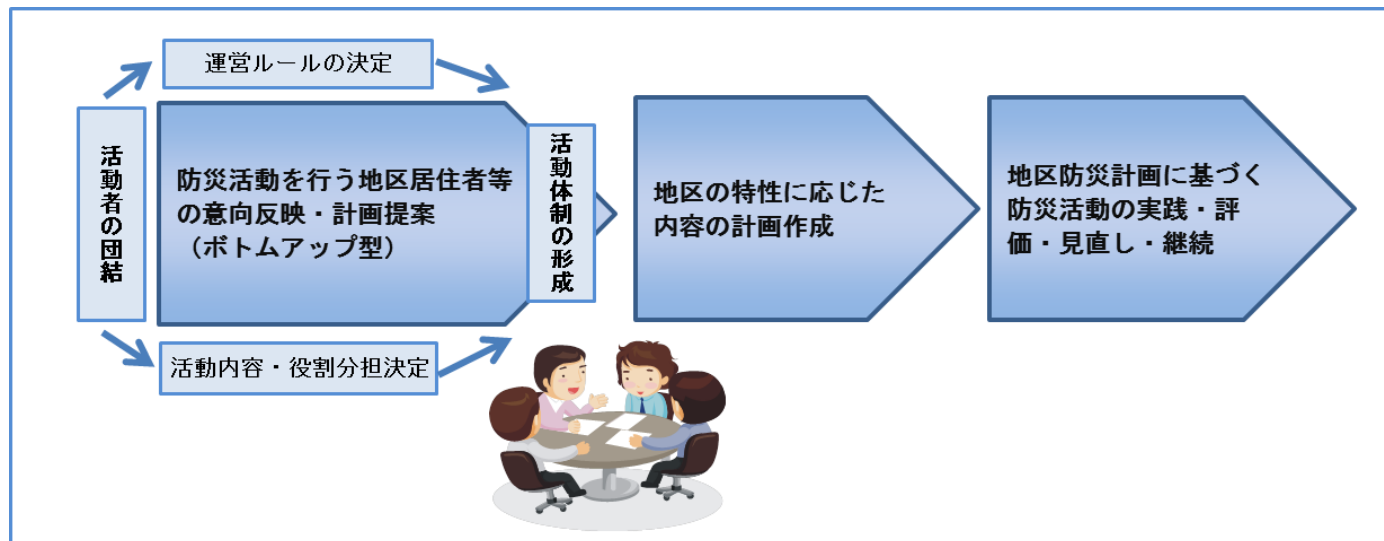 運営ルールの決定
活動者の団結
防災活動を行う地区居住者等
の意向反映・計画提案
（ボトムアップ型）
活動体制の形成
活動内容・役割分担決定
地区の特性に応じた
内容の計画作成
地区防災計画に基づく
防災活動の実践・評
価・見直し・継続